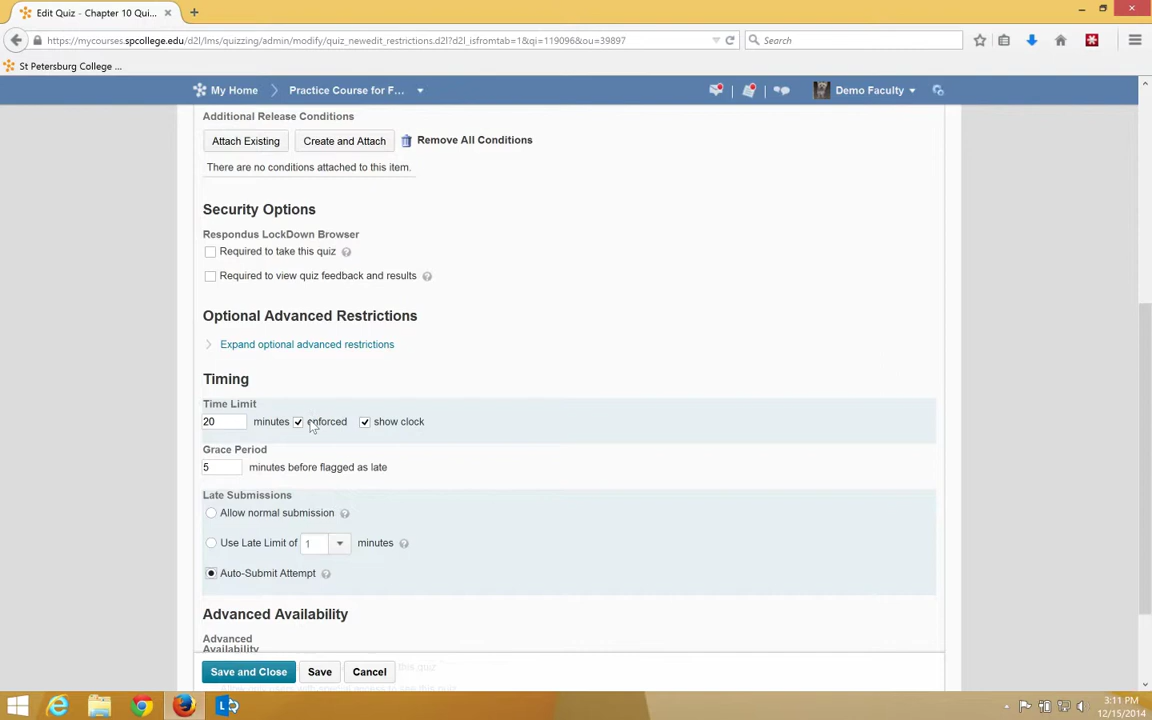 Edit Quiz - Chapter 10 Qui...
https://mycourses.spcollege.edu/d2l/lms/quizzing/admin/modify/quiz_newedit_restrictions.d2l?d2l_isfromtab=1&qi=119096&ou=39897
Search
St Petersburg College ...
My Home
Practice Course for F...
Demo Faculty
Additional Release Conditions
Attach Existing
Create and Attach
Remove All Conditions
There are no conditions attached to this item.
Security Options
Respondus LockDown Browser
Required to take this quiz
Required to view quiz feedback and results
Optional Advanced Restrictions
Expand optional advanced restrictions
Timing
Time Limit
20 minutes enforced show clock
Grace Period
5 minutes before flagged as late
Late Submissions
Allow normal submission
Use Late Limit of 1 minutes
Auto-Submit Attempt
Advanced Availability
Advanced
Availability
this quiz
Save and Close
Save
Cancel
3:11 PM
12/15/2014